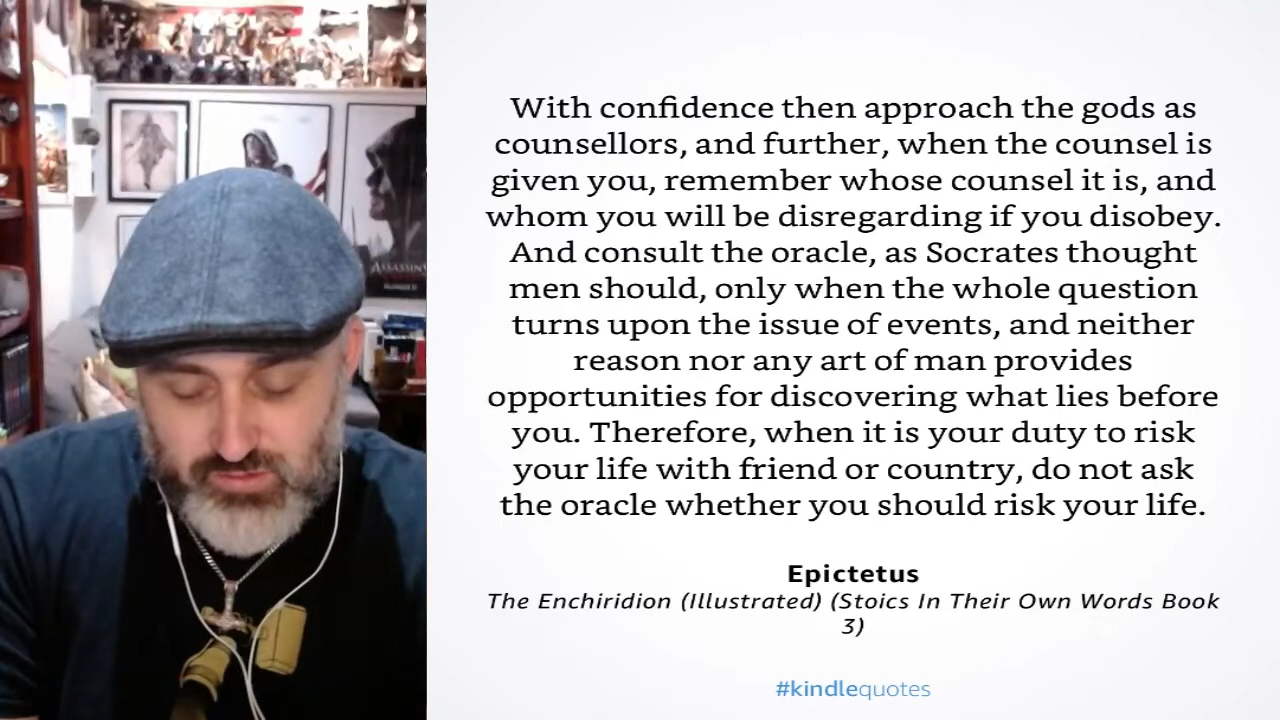 ASSASSIN
With confidence then approach the gods as
counsellors, and further, when the counsel is
given you, remember whose counsel it is, and
whom you will be disregarding if you disobey.
And consult the oracle, as Socrates thought
men should, only when the whole question
turns upon the issue of events, and neither
reason nor any art of man provides
opportunities for discovering what lies before
you. Therefore, when it is your duty to risk
your life with friend or country, do not ask
the oracle whether you should risk your life.
Epictetus
The Enchiridion (Illustrated) (Stoics In Their Own Words Book
3)
#kindlequotes